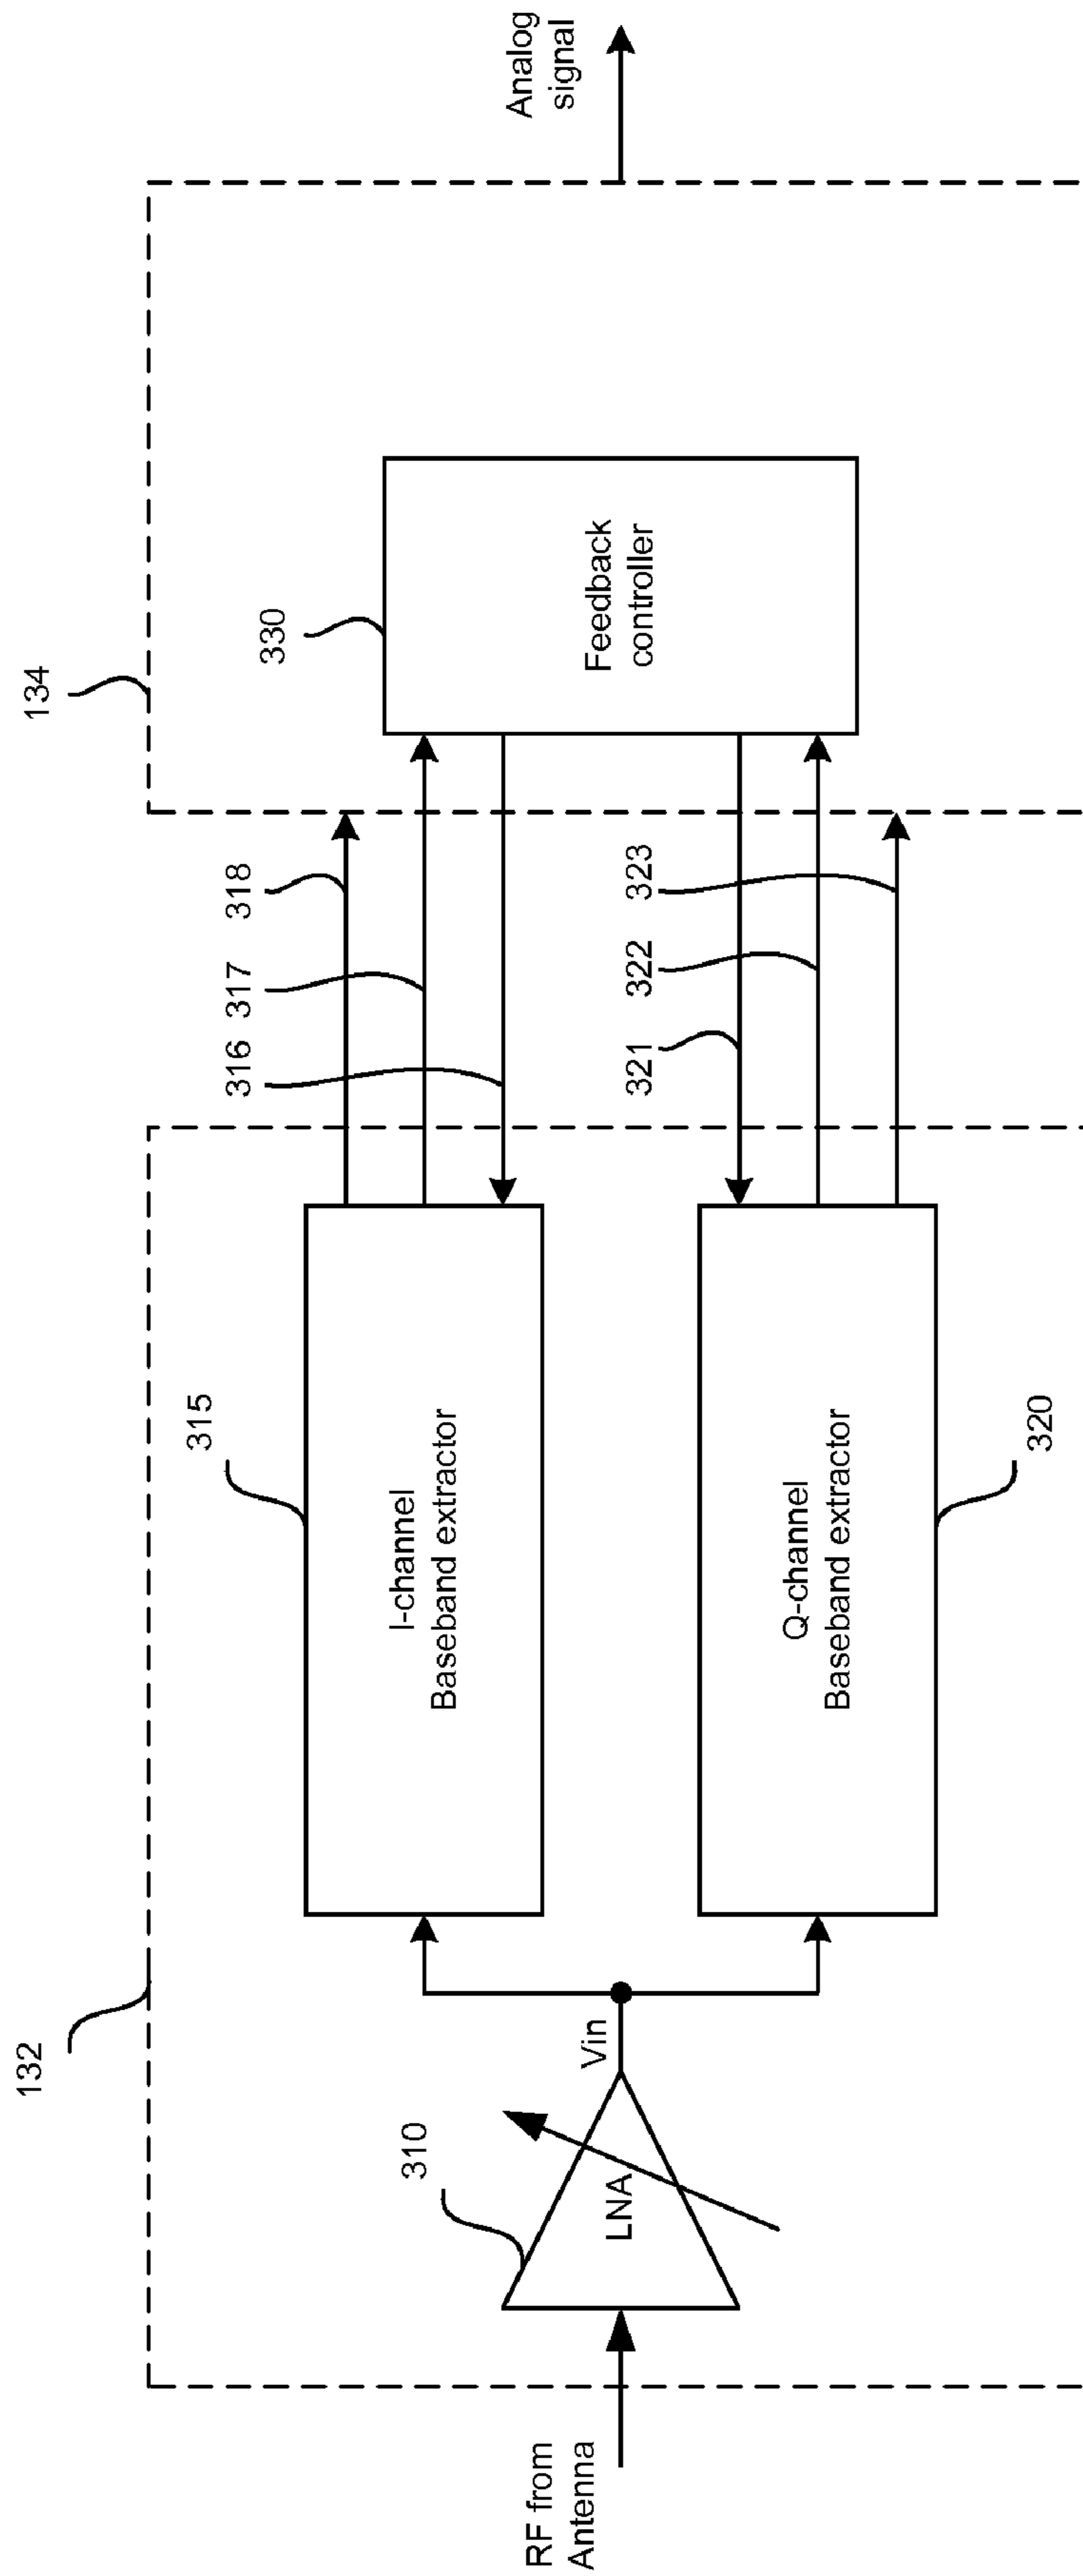 132
134
RF from
Antenna
310
LNA
Vin
315
I-channel
Baseband extractor
Q-channel
Baseband extractor
320
316
317
318
321
322
323
330
Feedback
controller
Analog
signal